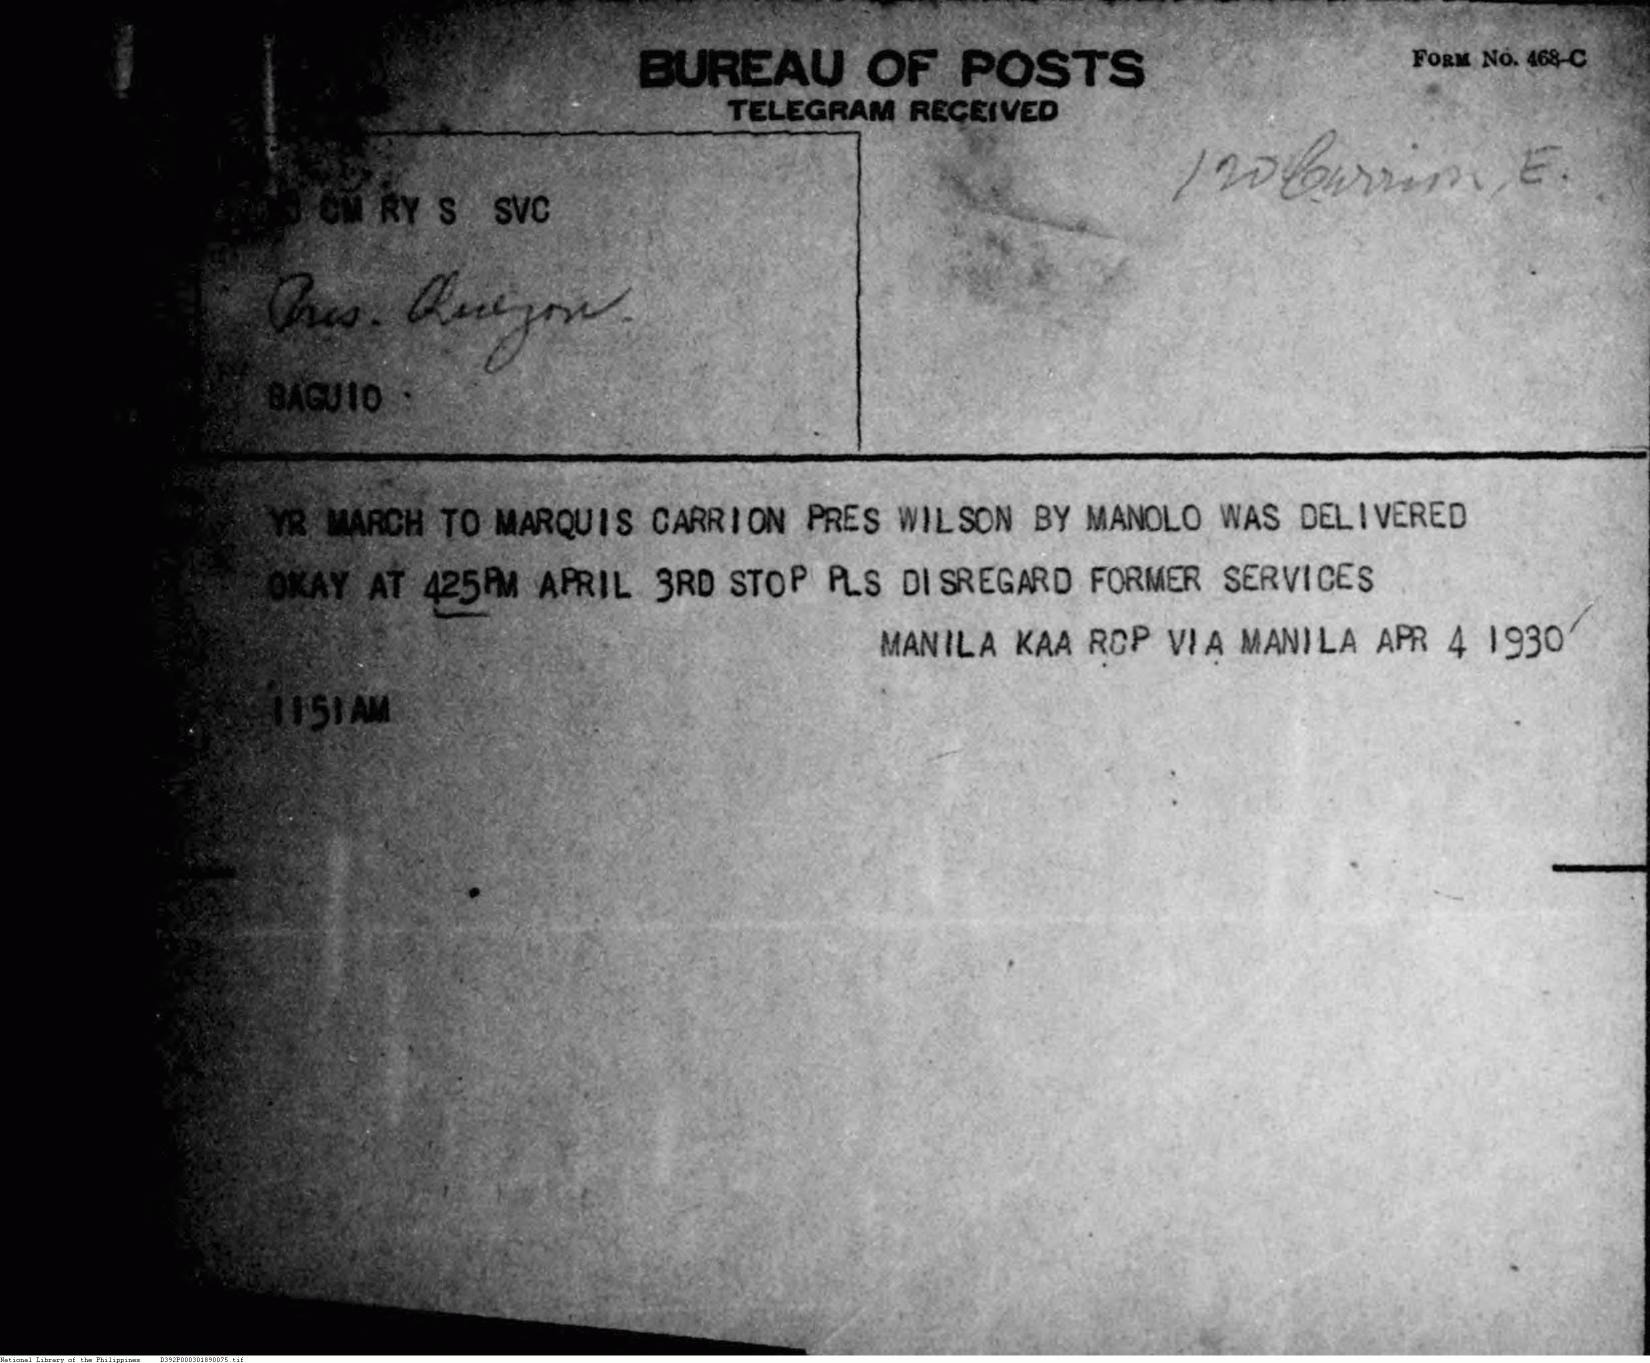 BUREAU OF POSTS
FORM NO. 468-C
TELEGRAM RECEIVED
120 Carrion, E.
CM RY S SVC
Pres. Quezon.
BAGUIO
YR MARCH TO MARQUIS CARRION PRES WILSON BY MANOLO WAS DELIVERED
OKAY AT 425PM APRIL 3RD STOP PLS DISREGARD FORMER SERVICES
MANILA KAA RCP VIA MANILA APR 4 1930
1151AM
National Library of the Philippines D392P000301890075.tif